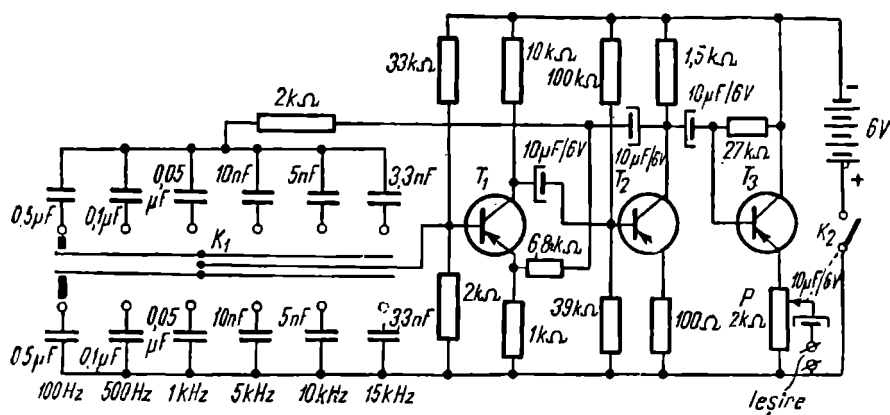 33kΩ
10kΩ
100kΩ
1,5kΩ
10µF/6V
2kΩ
6V
0,5µF
0,1µF
0,05
µF
10nF
5nF
3,3nF
10µF/6V
T1
10µF/6V
T2
27kΩ
T3
K1
K2
6,8kΩ
2kΩ
1kΩ
39kΩ
100Ω
P
2kΩ
10µF/6V
0,5µF
0,1µF
0,05
µF
10nF
5nF
3,3nF
100Hz 500Hz 1kHz 5kHz 10kHz 15kHz
Ieşire